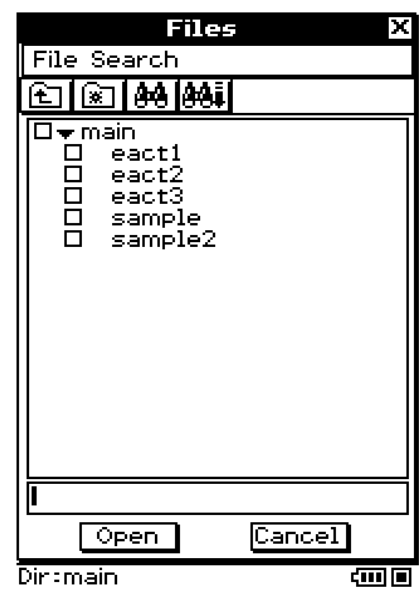 Files
File Search
main
eact1
eact2
eact3
sample
sample2
Open Cancel
Dir:main